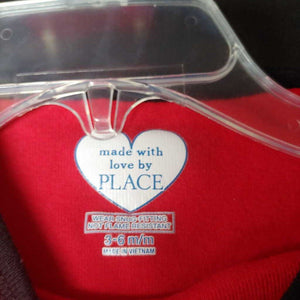 made with
love by
PLACE
WEAR SNUG-FITTING
NOT FLAME RESISTANT
3-6 m/m
MADE IN VIETNAM